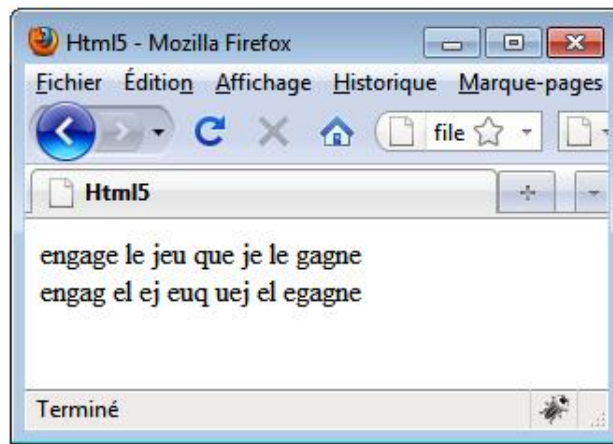 Html5 - Mozilla Firefox
Fichier Édition Affichage Historique Marque-pages
file
Html5
engage le jeu que je le gagne
engag el ej euq uej el egagne
Terminé